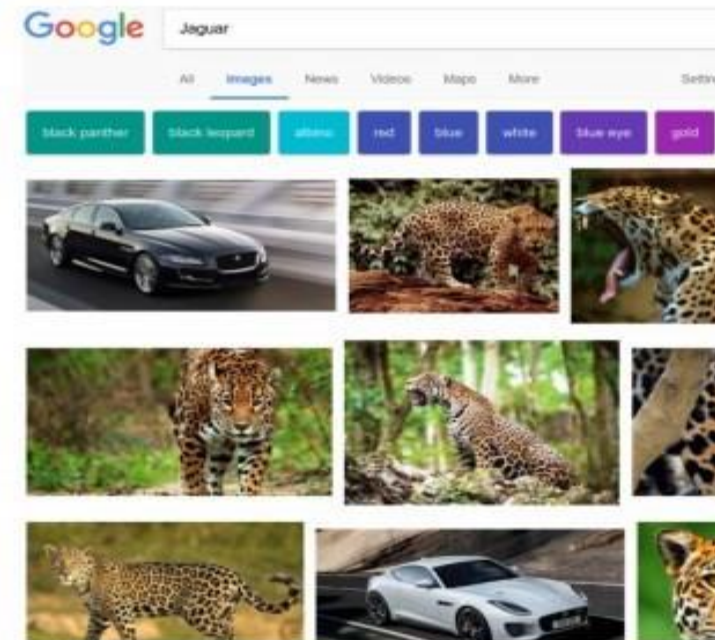 Google Jaguar
All Images News Videos Maps More
black panther black leopard albino red blue white blue eye gold